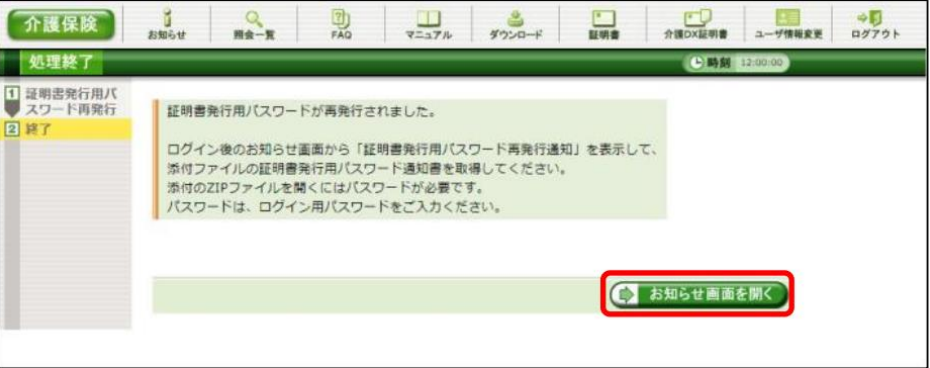 介護保険
お知らせ
照会一覧
FAQ
マニュアル
ダウンロード
証明書
介護DX証明書
ユーザ情報変更
ログアウト
処理終了
時刻 12:00:00
1 証明書発行用パ
スワード再発行
2 終了
証明書発行用パスワードが再発行されました。
ログイン後のお知らせ画面から「証明書発行用パスワード再発行通知」を表示して、
添付ファイルの証明書発行用パスワード通知書を取得してください。
添付のZIPファイルを開くにはパスワードが必要です。
パスワードは、ログイン用パスワードをご入力ください。
お知らせ画面を開く